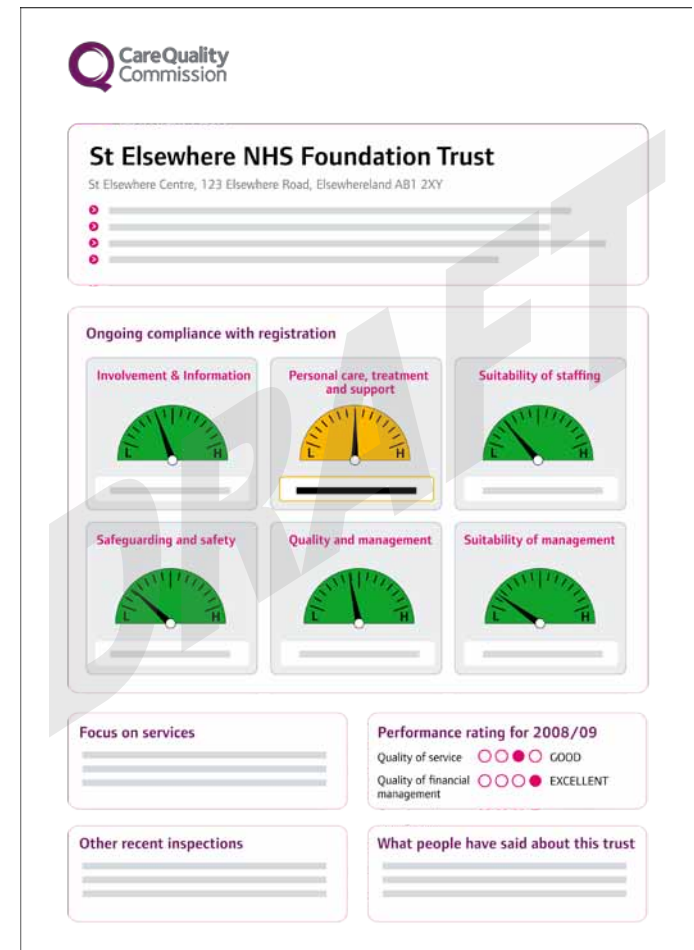 CareQuality
Commission
St Elsewhere NHS Foundation Trust
St Elsewhere Centre, 123 Elsewhere Road, Elsewhereland AB1 2XY
Ongoing compliance with registration
Involvement & Information
L H
Personal care, treatment
and support
L H
Suitability of staffing
L H
Safeguarding and safety
L H
Quality and management
L H
Suitability of management
L H
Focus on services
Performance rating for 2008/09
Quality of service GOOD
Quality of financial EXCELLENT
management
Other recent inspections
What people have said about this trust
DRAFT